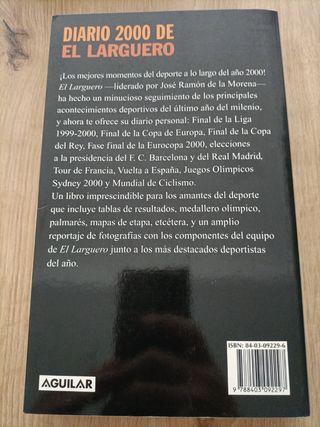 DIARIO 2000 DE
EL LARGUERO
¡Los mejores momentos del deporte a lo largo del año 2000!
El Larguero —liderado por José Ramón de la Morena—
ha hecho un minucioso seguimiento de los principales
acontecimientos deportivos del último año del milenio,
y ahora te ofrece su diario personal: Final de la Liga
1999-2000, Final de la Copa de Europa, Final de la Copa
del Rey, Fase final de la Eurocopa 2000, elecciones
a la presidencia del F. C. Barcelona y del Real Madrid,
Tour de Francia, Vuelta a España, Juegos Olímpicos
Sydney 2000 y Mundial de Ciclismo.
Un libro imprescindible para los amantes del deporte
que incluye tablas de resultados, medallero olímpico,
palmarés, mapas de etapa, etcétera, y un amplio
reportaje de fotografías con los componentes del equipo
de El Larguero junto a los más destacados deportistas
del año.
ISBN: 84-03-09229-6
9 788403 092297
AGUILAR